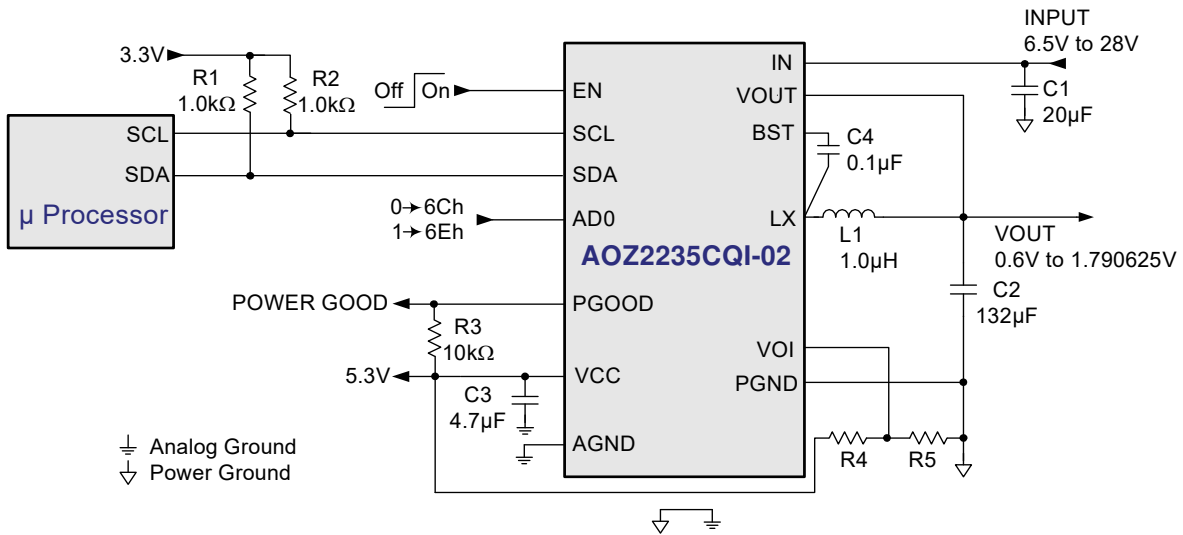 INPUT
6.5V to 28V
3.3V
R1
1.0kΩ
R2
1.0kΩ
Off
On
EN
IN
C1
20µF
VOUT
SCL
SCL
BST
C4
0.1µF
SDA
SDA
µ Processor
0→6Ch
1→6Eh
AD0
LX
L1
1.0µH
VOUT
0.6V to 1.790625V
AOZ2235CQI-02
C2
132µF
POWER GOOD
PGOOD
R3
10kΩ
VOI
5.3V
VCC
PGND
C3
4.7µF
AGND
R4
R5
Analog Ground
Power Ground